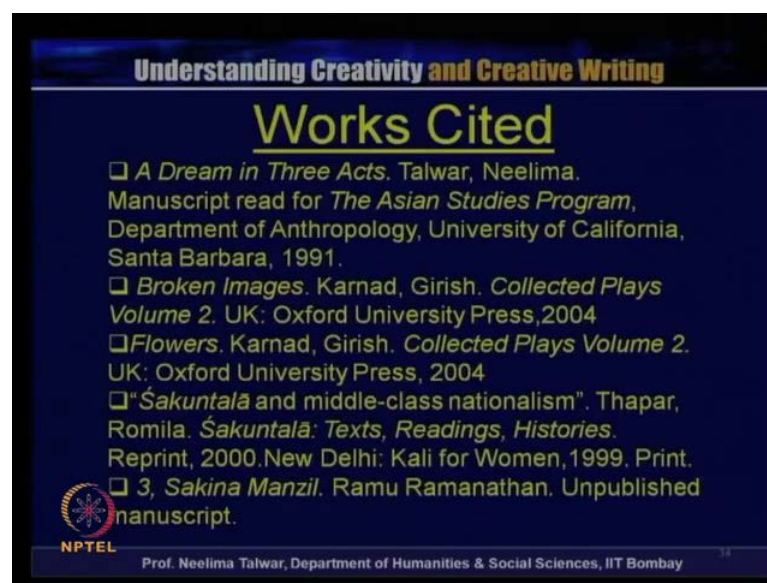 Understanding Creativity and Creative Writing
Works Cited
❑ A Dream in Three Acts. Talwar, Neelima.
Manuscript read for The Asian Studies Program,
Department of Anthropology, University of California,
Santa Barbara, 1991.
❑ Broken Images. Karnad, Girish. Collected Plays
Volume 2. UK: Oxford University Press,2004
❑Flowers. Karnad, Girish. Collected Plays Volume 2.
UK: Oxford University Press, 2004
❑“Śakuntalā and middle-class nationalism”. Thapar,
Romila. Śakuntalā: Texts, Readings, Histories.
Reprint, 2000.New Delhi: Kali for Women,1999. Print.
❑ 3, Sakina Manzil. Ramu Ramanathan. Unpublished
manuscript.
NPTEL
Prof. Neelima Talwar, Department of Humanities & Social Sciences, IIT Bombay
34